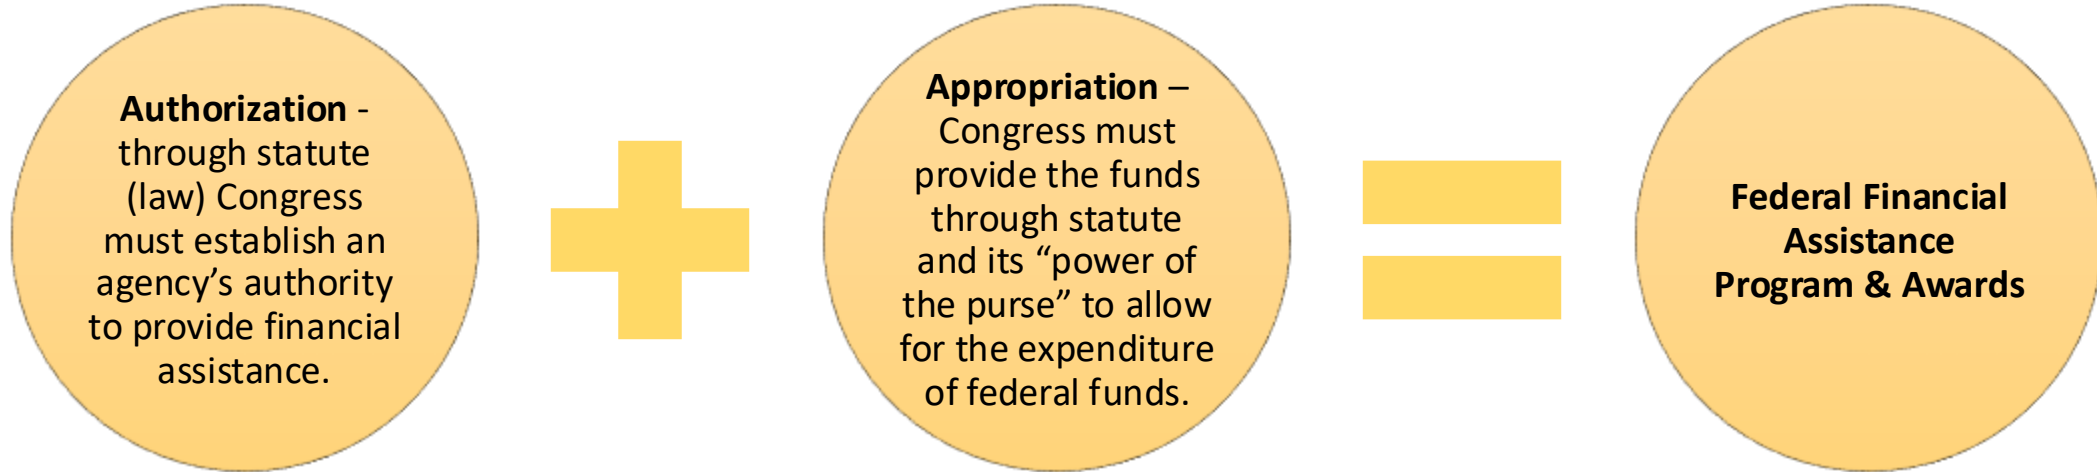 Authorization -
through statute
(law) Congress
must establish an
agency’s authority
to provide financial
assistance.
Appropriation –
Congress must
provide the funds
through statute
and its “power of
the purse” to allow
for the expenditure
of federal funds.
Federal Financial
Assistance
Program & Awards